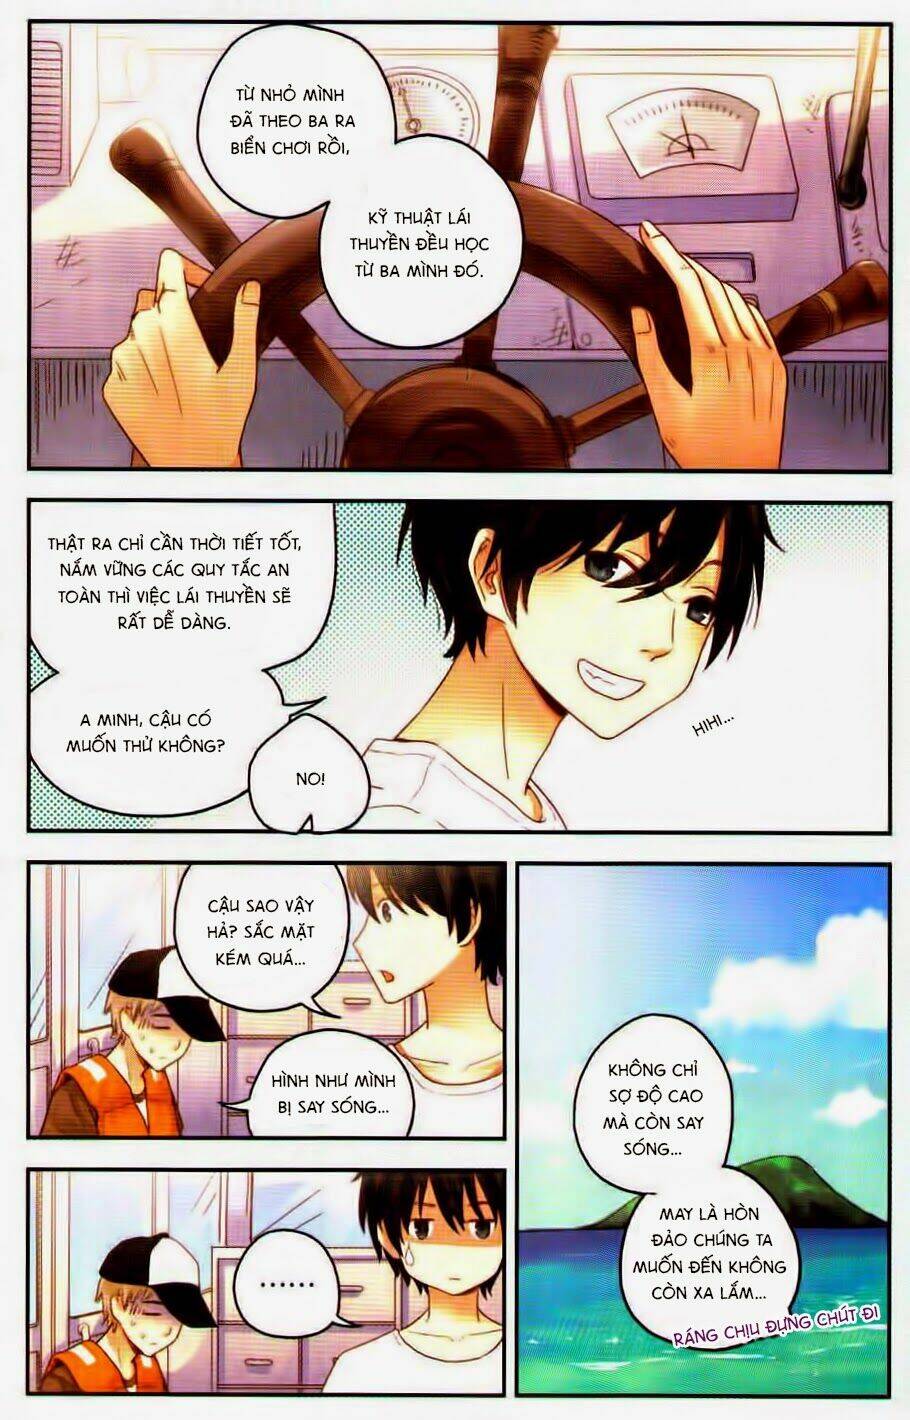 TỪ NHỎ MÌNH
ĐÃ THEO BA RA
BIỂN CHƠI RỒI,
KỸ THUẬT LÁI
THUYỀN ĐỀU HỌC
TỪ BA MÌNH ĐÓ.
THẬT RA CHỈ CẦN THỜI TIẾT TỐT,
NẮM VỮNG CÁC QUY TẮC AN
TOÀN THÌ VIỆC LÁI THUYỀN SẼ
RẤT DỄ DÀNG.
A MINH, CẬU CÓ
MUỐN THỬ KHÔNG?
NO!
HIHI...
CẬU SAO VẬY
HẢ? SẮC MẶT
KÉM QUÁ...
HÌNH NHƯ MÌNH
BỊ SAY SÓNG...
......
KHÔNG CHỈ
SỢ ĐỘ CAO
MÀ CÒN SAY
SÓNG...
MAY LÀ HÒN
ĐẢO CHÚNG TA
MUỐN ĐẾN KHÔNG
CÒN XA LẮM...
RÁNG CHỊU ĐỰNG CHÚT ĐI